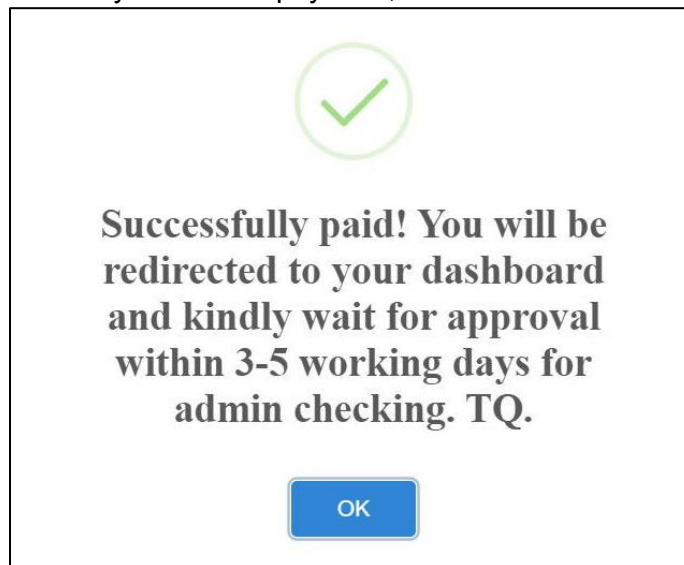 Successfully paid! You will be
redirected to your dashboard
and kindly wait for approval
within 3-5 working days for
admin checking. TQ.
OK